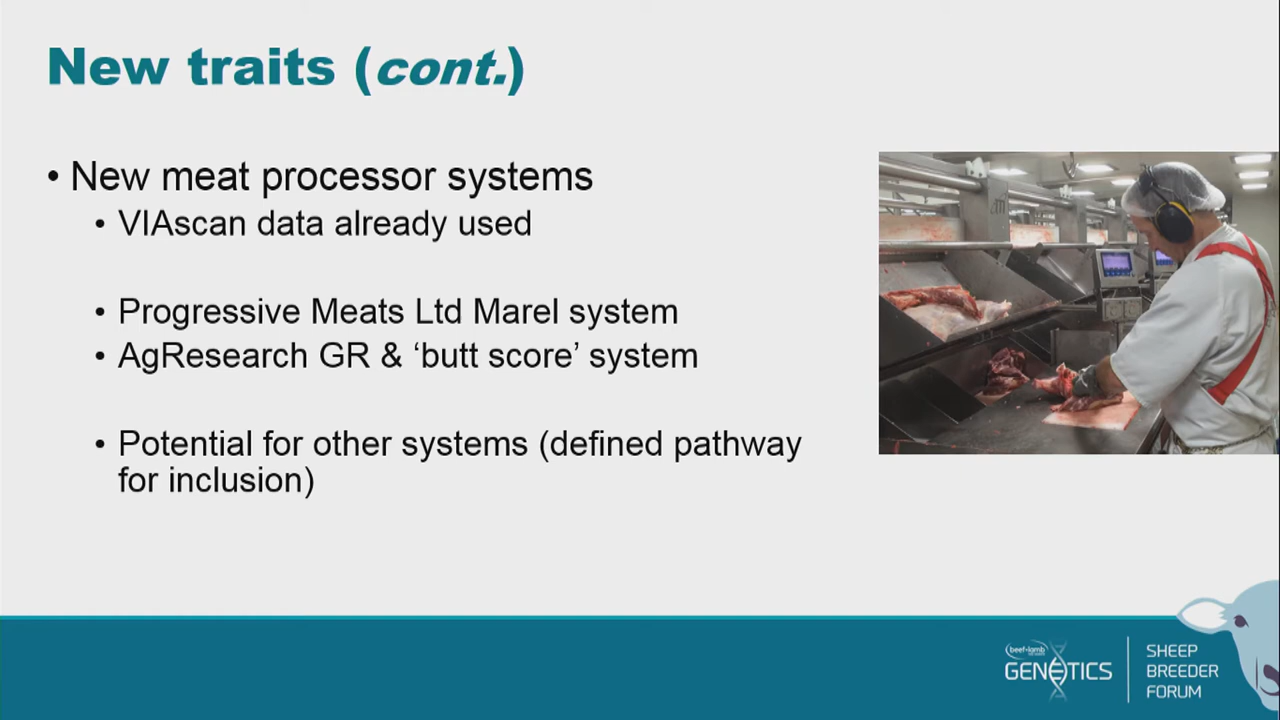 New traits (cont.)
• New meat processor systems
• VIAscan data already used
• Progressive Meats Ltd Marel system
• AgResearch GR & ‘butt score’ system
• Potential for other systems (defined pathway
for inclusion)
beef+lamb
GENETICS
SHEEP
BREEDER
FORUM